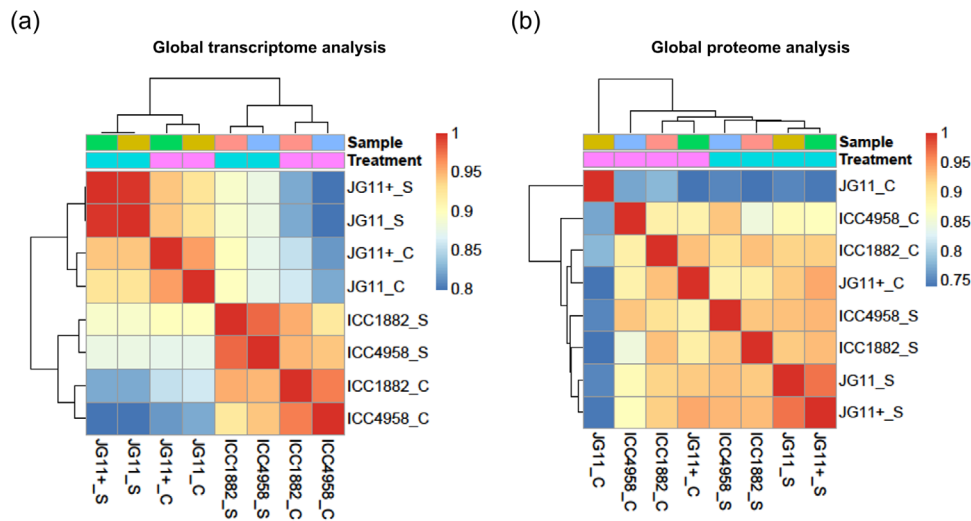 (a)
Global transcriptome analysis
Sample
Treatment
1
0.95
0.9
0.85
0.8
JG11+_S
JG11_S
JG11+_C
JG11_C
ICC1882_S
ICC4958_S
ICC1882_C
ICC4958_C
JG11+_S
JG11_S
JG11+_C
JG11_C
ICC1882_S
ICC4958_S
ICC1882_C
ICC4958_C
(b)
Global proteome analysis
Sample
Treatment
1
0.95
0.9
0.85
0.8
0.75
JG11_C
ICC4958_C
ICC1882_C
JG11+_C
ICC4958_S
ICC1882_S
JG11_S
JG11+_S
JG11_C
ICC4958_C
ICC1882_C
JG11+_C
ICC4958_S
ICC1882_S
JG11_S
JG11+_S